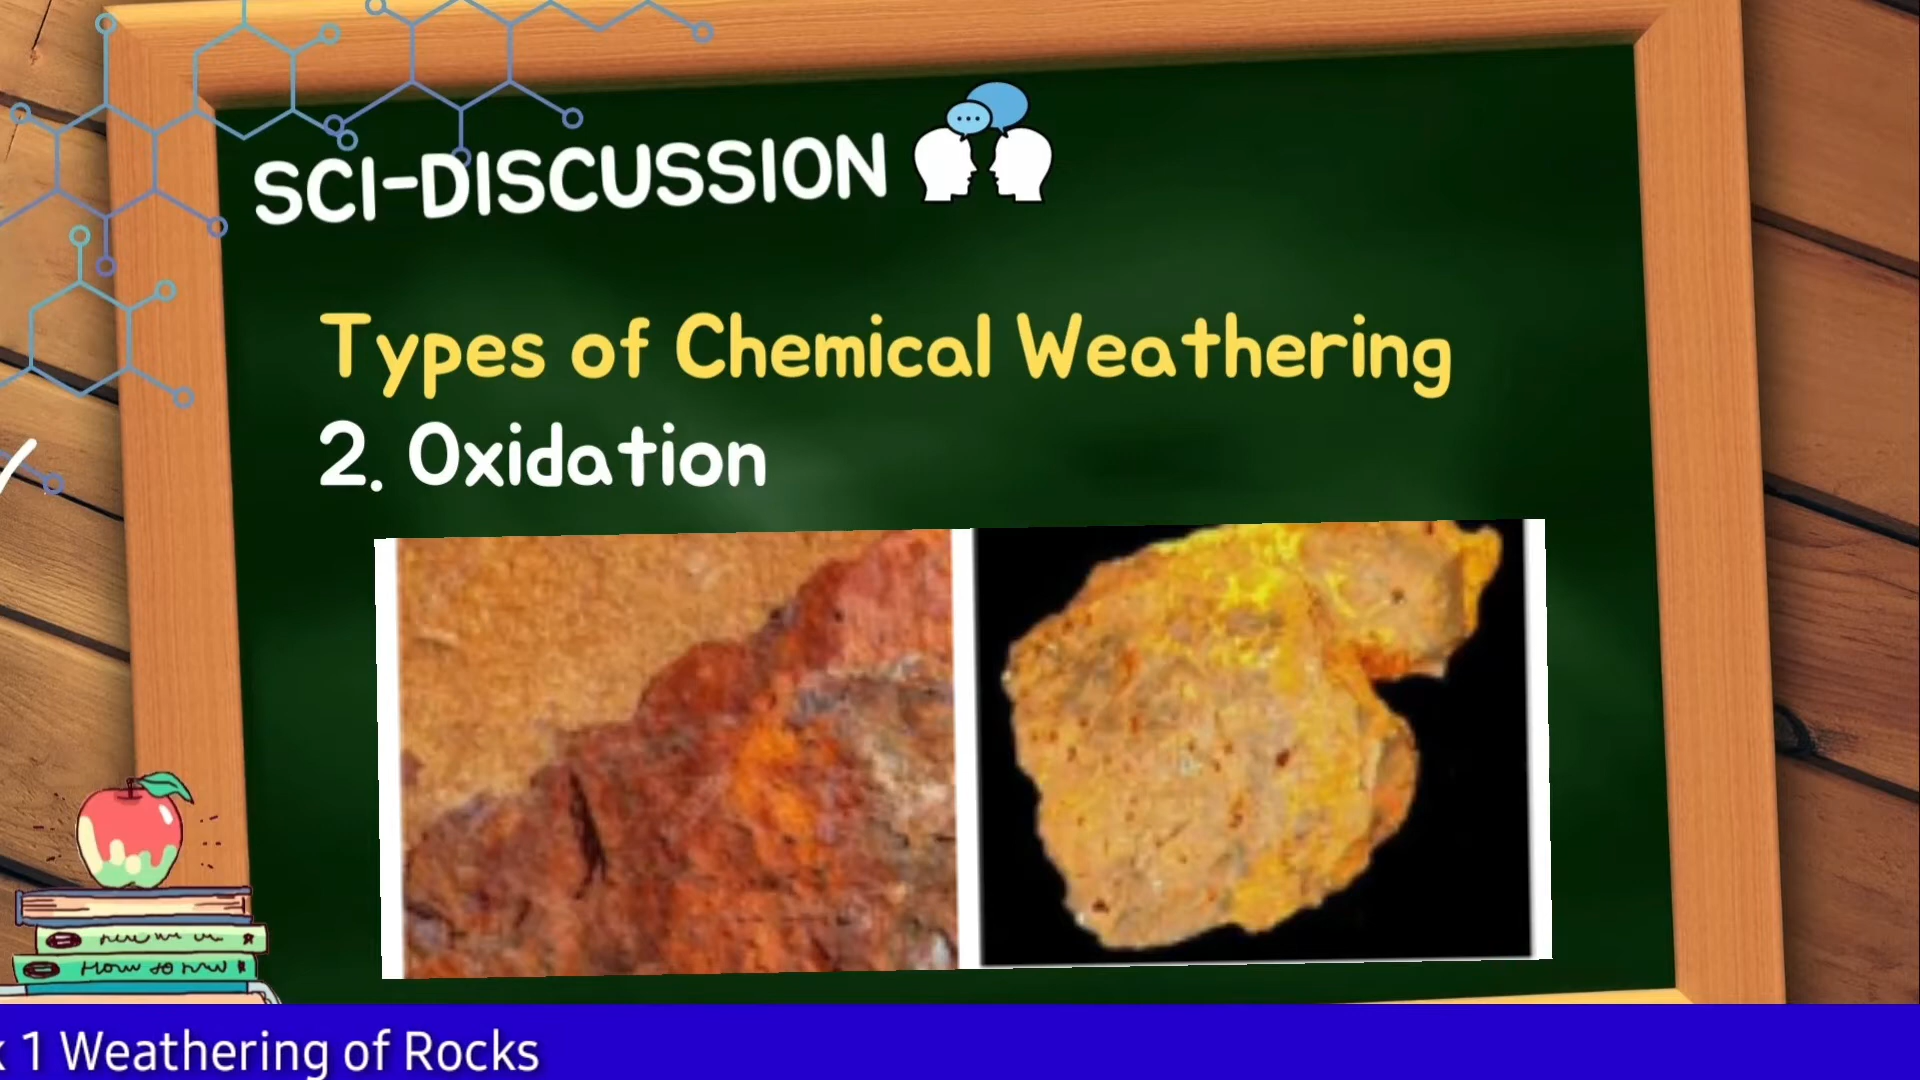 SCI-DISCUSSION
Types of Chemical Weathering
2. Oxidation
1 Weathering of Rocks